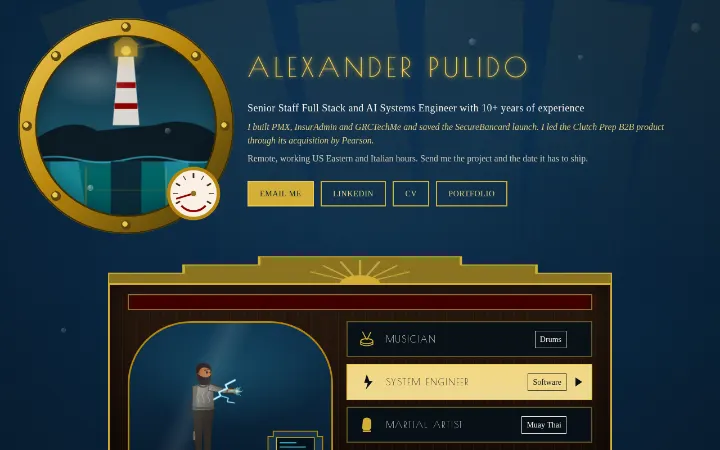 ALEXANDER PULIDO
Senior Staff Full Stack and AI Systems Engineer with 10+ years of experience
I built PMX, InsurAdmin and GRCTechMe and saved the SecureBancard launch. I led the Clutch Prep B2B product
through its acquisition by Pearson.
Remote, working US Eastern and Italian hours. Send me the project and the date it has to ship.
EMAIL ME LINKEDIN CV PORTFOLIO
MUSICIAN Drums
SYSTEM ENGINEER Software
MARTIAL ARTIST Muay Thai